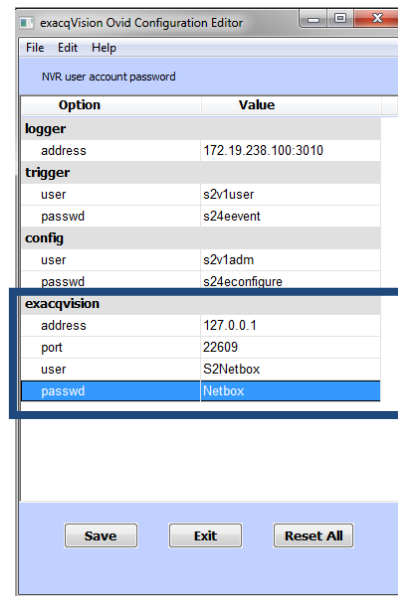 exacqVision Ovid Configuration Editor
File Edit Help
NVR user account password
Option Value
logger
address 172.19.238.100:3010
trigger
user s2v1user
passwd s24eevent
config
user s2v1adm
passwd s24econfigure
exacqvision
address 127.0.0.1
port 22609
user S2Netbox
passwd Netbox
Save Exit Reset All